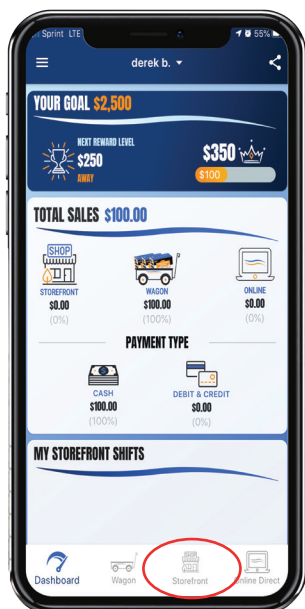 Sprint LTE 55%
derek b.
YOUR GOAL $2,500
NEXT REWARD LEVEL
$250
AWAY
$350
$100
TOTAL SALES $100.00
SHOP
STOREFRONT
$0.00
(0%)
WAGON
$100.00
(100%)
ONLINE
$0.00
(0%)
PAYMENT TYPE
CASH
$100.00
(100%)
DEBIT & CREDIT
$0.00
(0%)
MY STOREFRONT SHIFTS
Dashboard Wagon Storefront Online Direct